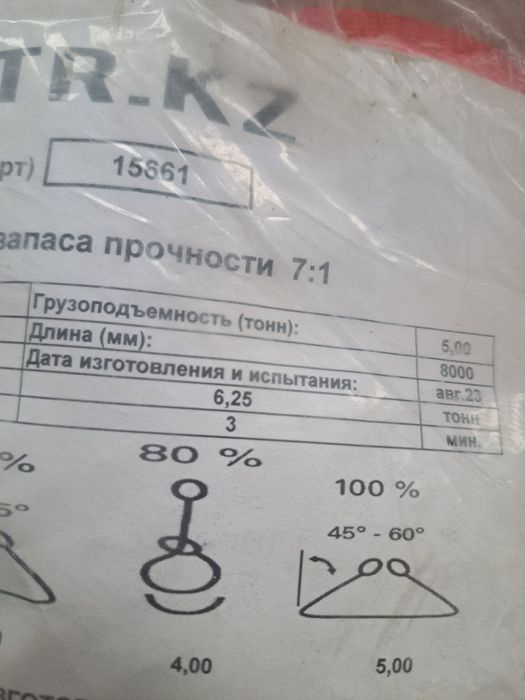 TR.KZ
рт) 15661
запаса прочности 7:1
Грузоподъемность (тонн): 5,00
Длина (мм): 8000
Дата изготовления и испытания: авг.23
6,25 тонн
3 мин.
% 80 % 100 %
5° 45° - 60°
4,00 5,00